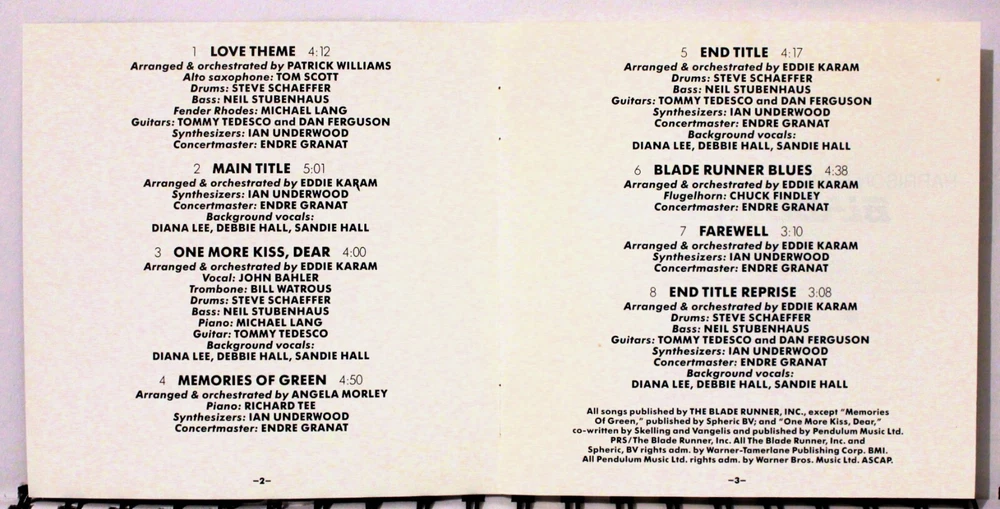 1 LOVE THEME 4:12
Arranged & orchestrated by PATRICK WILLIAMS
Alto saxophone: TOM SCOTT
Drums: STEVE SCHAEFFER
Bass: NEIL STUBENHAUS
Fender Rhodes: MICHAEL LANG
Guitars: TOMMY TEDESCO and DAN FERGUSON
Synthesizers: IAN UNDERWOOD
Concertmaster: ENDRE GRANAT
2 MAIN TITLE 5:01
Arranged & orchestrated by EDDIE KARAM
Synthesizers: IAN UNDERWOOD
Concertmaster: ENDRE GRANAT
Background vocals:
DIANA LEE, DEBBIE HALL, SANDIE HALL
3 ONE MORE KISS, DEAR 4:00
Arranged & orchestrated by EDDIE KARAM
Vocal: JOHN BAHLER
Trombone: BILL WATROUS
Drums: STEVE SCHAEFFER
Bass: NEIL STUBENHAUS
Piano: MICHAEL LANG
Guitar: TOMMY TEDESCO
Background vocals:
DIANA LEE, DEBBIE HALL, SANDIE HALL
4 MEMORIES OF GREEN 4:50
Arranged & orchestrated by ANGELA MORLEY
Piano: RICHARD TEE
Synthesizers: IAN UNDERWOOD
Concertmaster: ENDRE GRANAT
–2–
5 END TITLE 4:17
Arranged & orchestrated by EDDIE KARAM
Drums: STEVE SCHAEFFER
Bass: NEIL STUBENHAUS
Guitars: TOMMY TEDESCO and DAN FERGUSON
Synthesizers: IAN UNDERWOOD
Concertmaster: ENDRE GRANAT
Background vocals:
DIANA LEE, DEBBIE HALL, SANDIE HALL
6 BLADE RUNNER BLUES 4:38
Arranged & orchestrated by EDDIE KARAM
Flugelhorn: CHUCK FINDLEY
Concertmaster: ENDRE GRANAT
7 FAREWELL 3:10
Arranged & orchestrated by EDDIE KARAM
Synthesizers: IAN UNDERWOOD
Concertmaster: ENDRE GRANAT
8 END TITLE REPRISE 3:08
Arranged & orchestrated by EDDIE KARAM
Drums: STEVE SCHAEFFER
Bass: NEIL STUBENHAUS
Guitars: TOMMY TEDESCO and DAN FERGUSON
Synthesizers: IAN UNDERWOOD
Concertmaster: ENDRE GRANAT
Background vocals:
DIANA LEE, DEBBIE HALL, SANDIE HALL
All songs published by THE BLADE RUNNER, INC., except "Memories
Of Green," published by Spheric BV; and "One More Kiss, Dear,"
co-written by Skelling and Vangelis and published by Pendulum Music Ltd.
PRS/The Blade Runner, Inc. All The Blade Runner, Inc. and
Spheric, BV rights adm. by Warner-Tamerlane Publishing Corp. BMI.
All Pendulum Music Ltd. rights adm. by Warner Bros. Music Ltd. ASCAP.
–3–